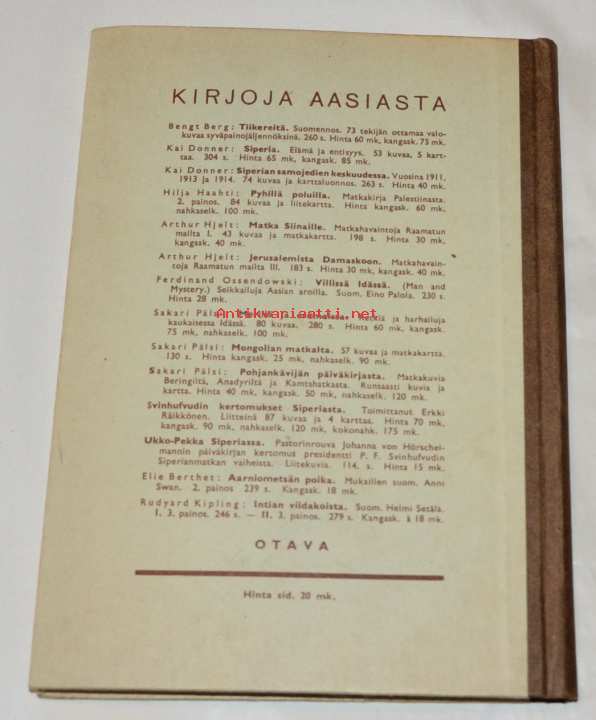 KIRJOJA AASIASTA
Bengt Berg: Tiikereitä. Suomennos. 73 tekijän ottamaa valo-
kuvaa syväpainojäljennöksinä. 260 s. Hinta 60 mk, kangask. 75 mk.
Kai Donner: Siperia. Elämä ja entisyys. 53 kuvaa, 5 kart-
taa. 304 s. Hinta 65 mk, kangask. 85 mk.
Kai Donner: Siperian samojedien keskuudessa. Vuosina 1911,
1913 ja 1914. 74 kuvaa ja karttaluonnos. 263 s. Hinta 40 mk.
Hilja Haahti: Pyhillä poluilla. Matkakirja Palestiinasta.
2. painos. 84 kuvaa ja liitekartta. Hinta kangask. 60 mk,
nahkaselk. 100 mk.
Arthur Hjelt: Matka Siinaille. Matkahavaintoja Raamatun
mailta I. 43 kuvaa ja matkakartta. 198 s. Hinta 30 mk,
kangask. 40 mk.
Arthur Hjelt: Jerusalemista Damaskoon. Matkahavain-
toja Raamatun mailta III. 183 s. Hinta 30 mk, kangask. 40 mk.
Ferdinand Ossendowski: Villissä Idässä. (Man and
Mystery.) Seikkailuja Aasian aroilla. Suom. Eino Palola. 230 s.
Hinta 28 mk.
Antikvariaatti.net
Sakari Pälsi: Retkiä ja harhailuja
kaukaisesta Idässä. 80 kuvaa. 280 s. Hinta 60 mk, kangask.
75 mk, nahkaselk. 100 mk.
Sakari Pälsi: Mongolian matkalta. 57 kuvaa ja matkakartta.
130 s. Hinta kangask. 25 mk, nahkaselk. 90 mk.
Sakari Pälsi: Pohjankävijän päiväkirjasta. Matkakuvia
Beringiltä, Anadyriltä ja Kamtshatkasta. Runsaasti kuvia ja
kartta. Hinta 40 mk, kangask. 50 mk, nahkaselk. 120 mk.
Svinhufvudin kertomukset Siperiasta. Toimittanut Erkki
Räikkönen. Liitteinä 87 kuvaa ja 4 karttaa. Hinta 70 mk,
kangask. 90 mk, nahkaselk. 120 mk, kokonahk. 175 mk.
Ukko-Pekka Siperiassa. Pastorinrouva Johanna von Hörschel-
mannin päiväkirjan kertomus presidentti P. F. Svinhufvudin
Siperianmatkan vaiheista. Liitekuvia. 114. s. Hinta 15 mk.
Elie Berthet: Aarniometsän poika. Mukaillen suom. Anni
Swan. 2. painos 239 s. Kangask. 18 mk.
Rudyard Kipling: Intian viidakoista. Suom. Helmi Setälä.
I. 3. painot. 246 s. — II. 3. painos. 279 s. Kangask. à 18 mk.
OTAVA
Hinta sid. 20 mk.